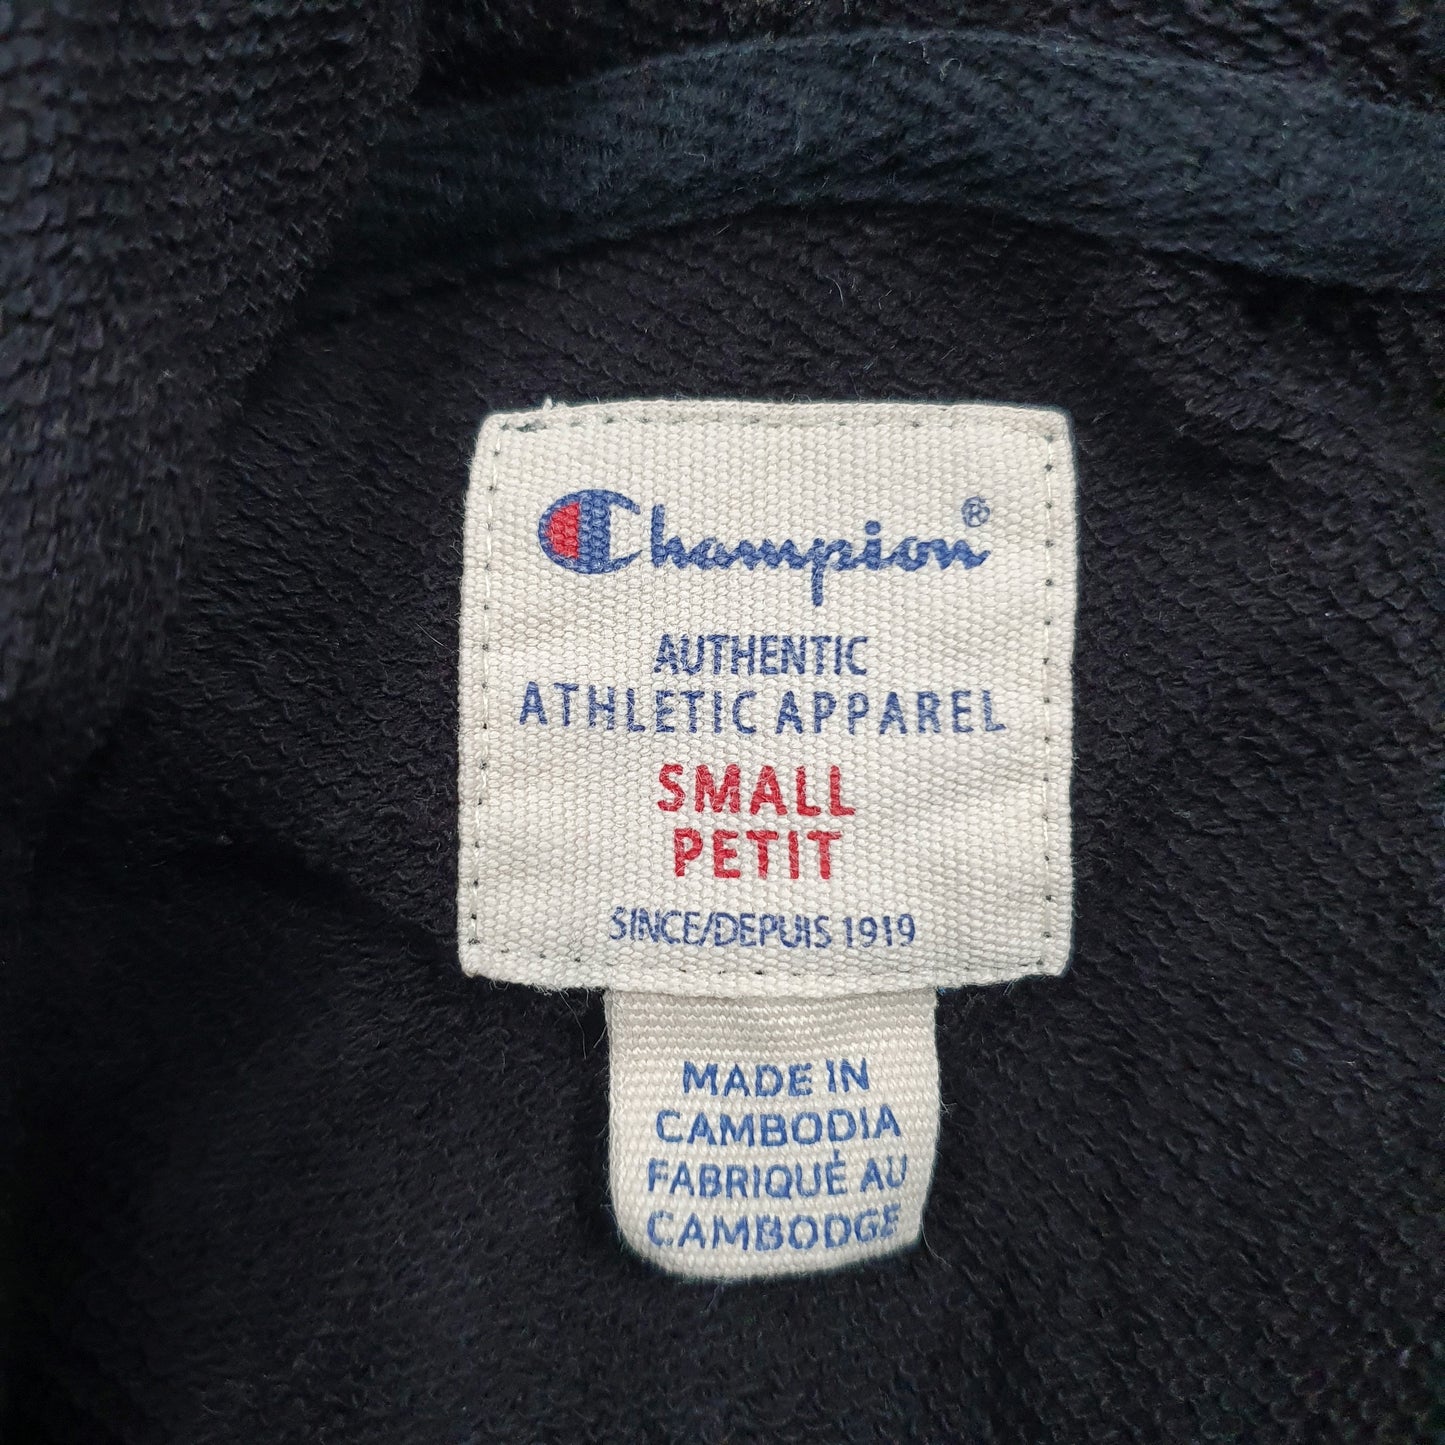 Champion®
AUTHENTIC
ATHLETIC APPAREL
SMALL
PETIT
SINCE/DEPUIS 1919
MADE IN
CAMBODIA
FABRIQUÉ AU
CAMBODGE